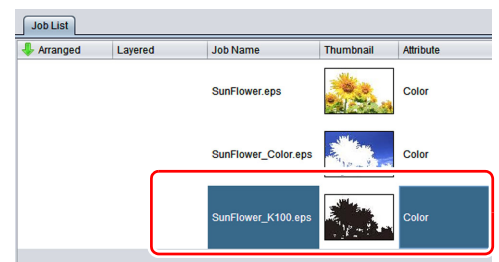 Job List
Arranged Layered Job Name Thumbnail Attribute
SunFlower.eps Color
SunFlower_Color.eps Color
SunFlower_K100.eps Color